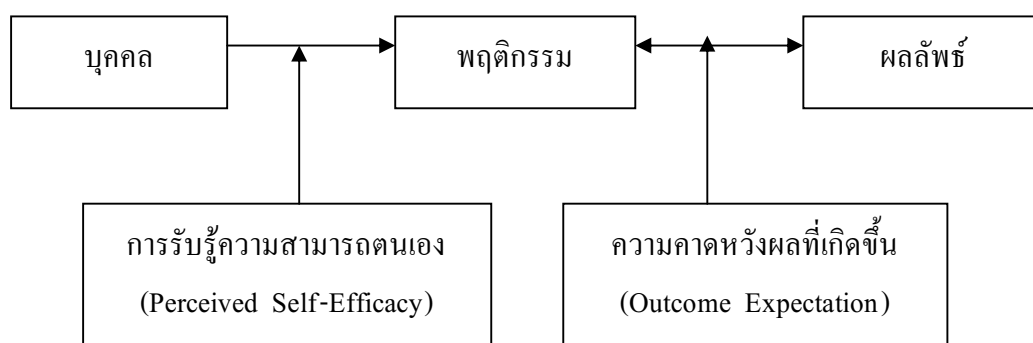 บุคคล
พฤติกรรม
ผลลัพธ์
การรับรู้ความสามารถตนเอง
(Perceived Self-Efficacy)
ความคาดหวังผลที่เกิดขึ้น
(Outcome Expectation)